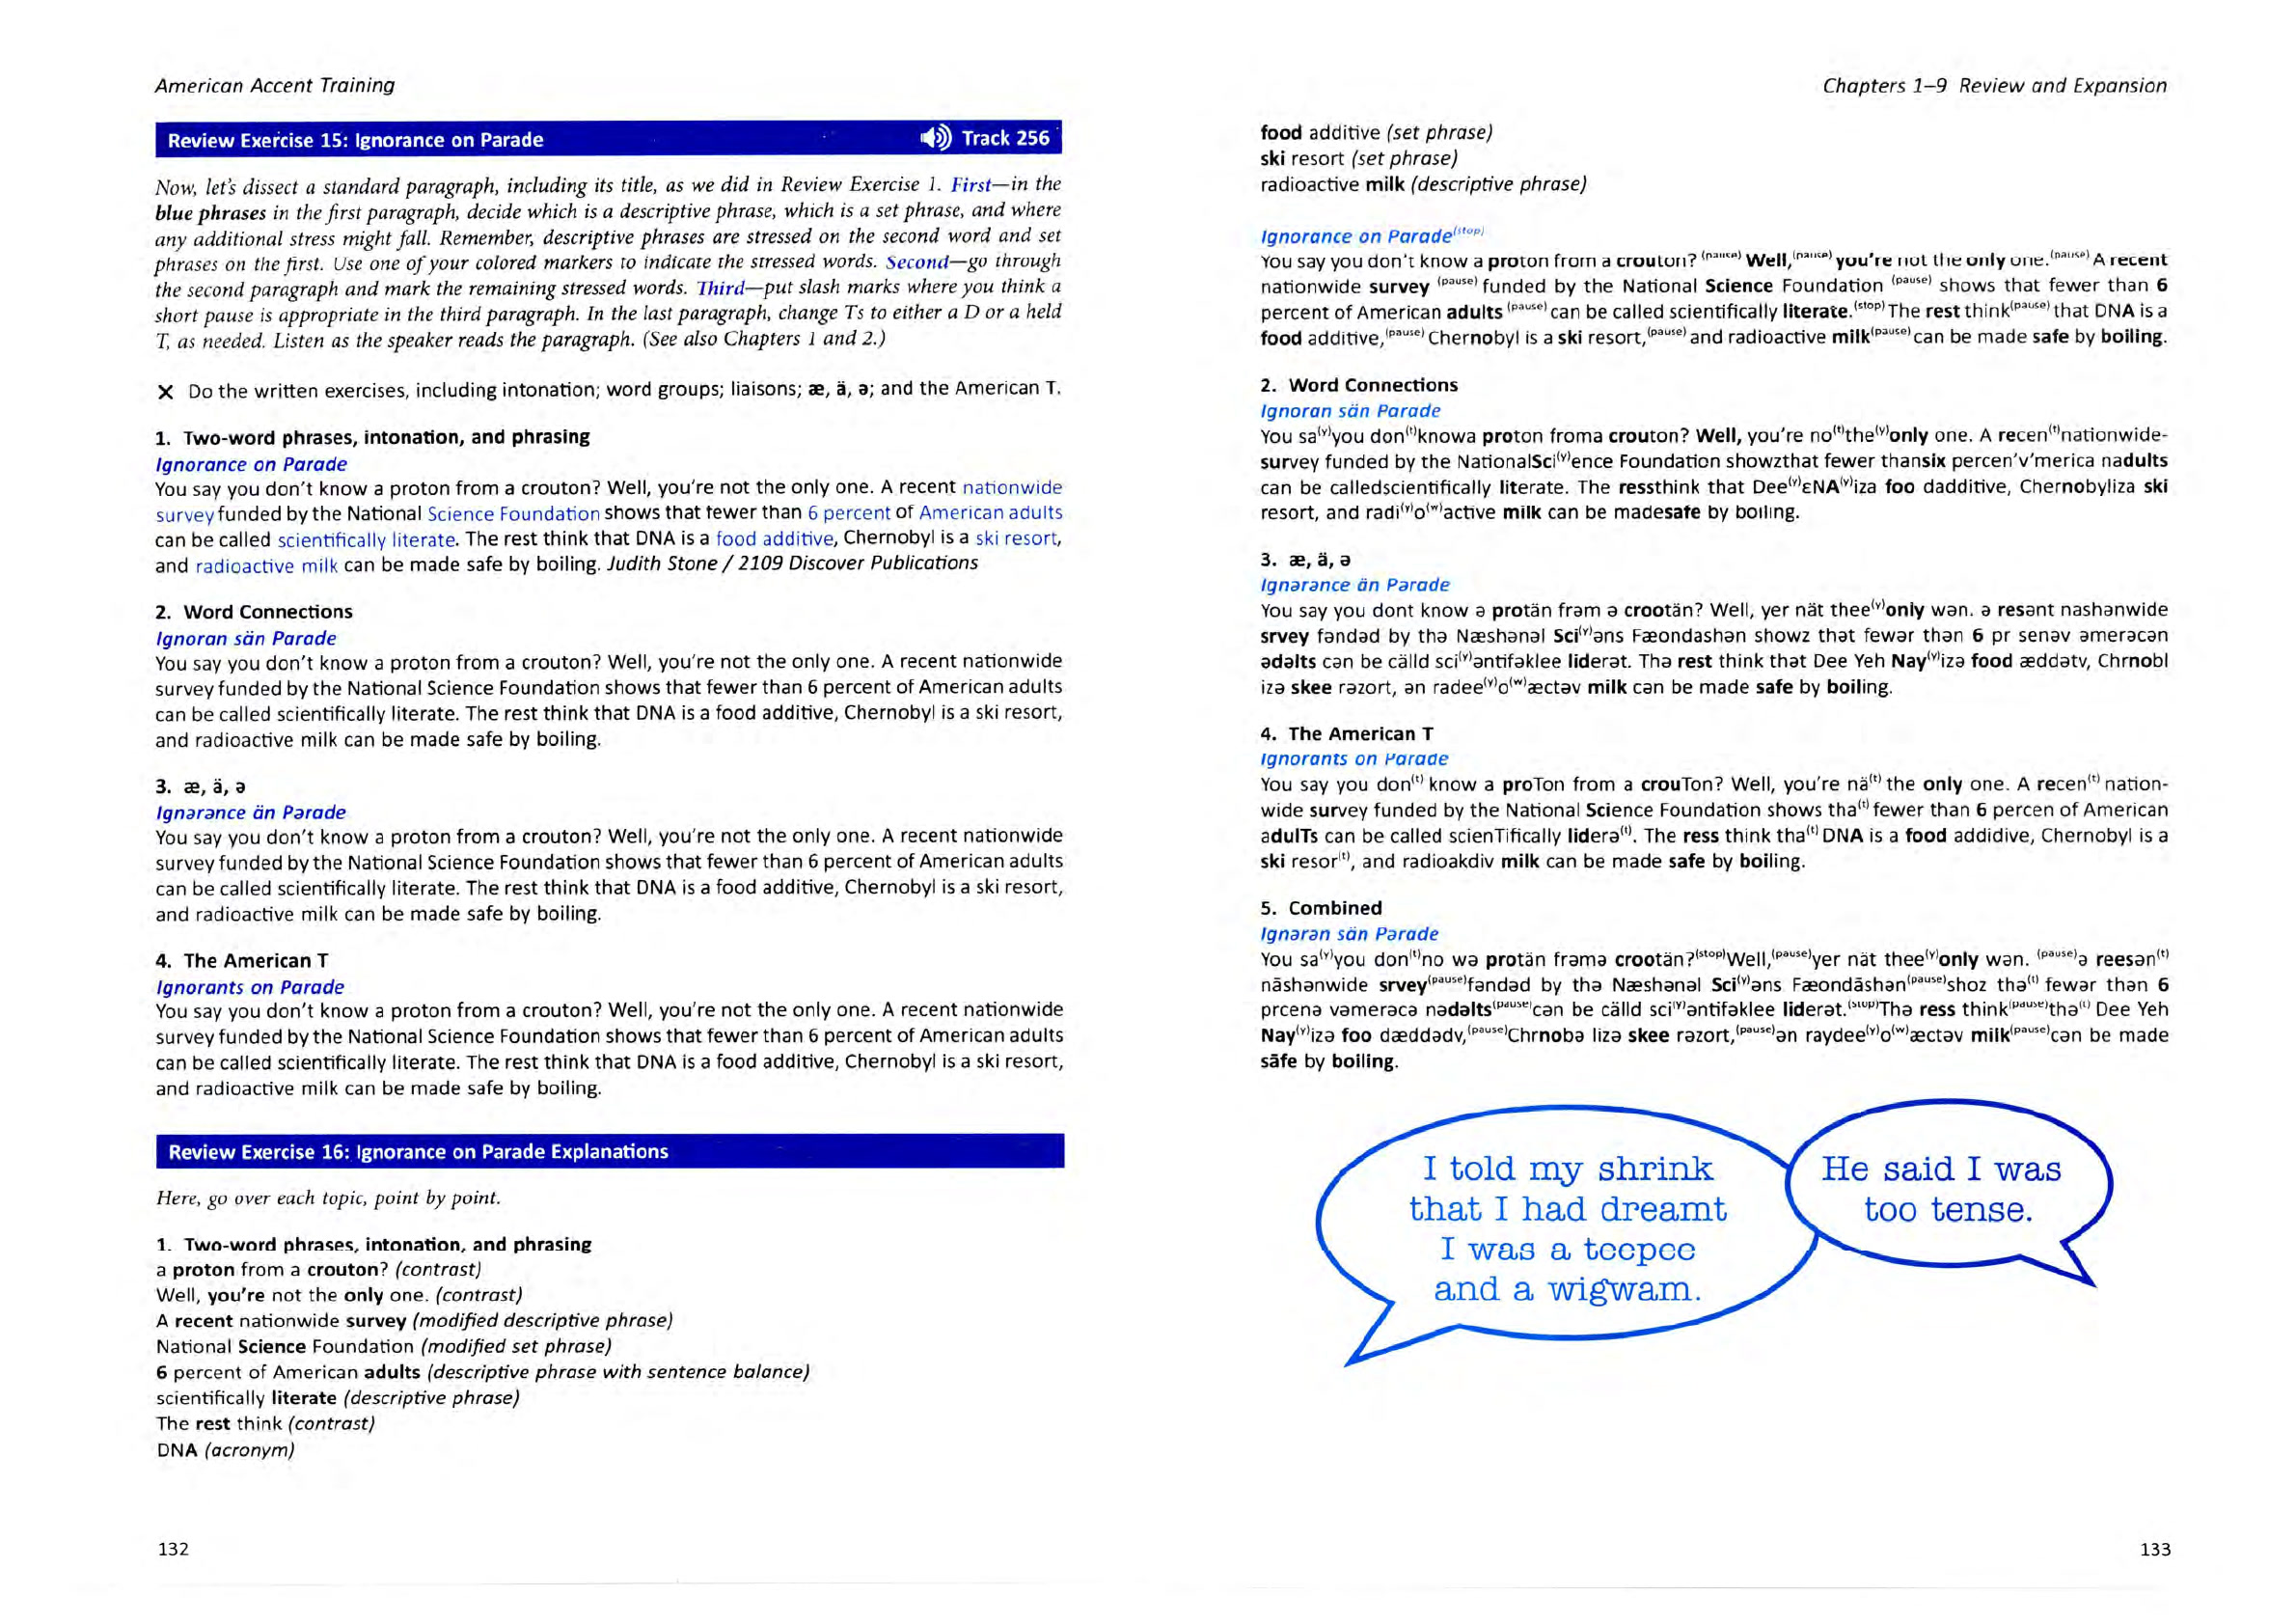 American Accent Training
Review Exercise 15: Ignorance on Parade Track 256
Now, let's dissect a standard paragraph, including its title, as we did in Review Exercise 1. First—in the
blue phrases in the first paragraph, decide which is a descriptive phrase, which is a set phrase, and where
any additional stress might fall. Remember, descriptive phrases are stressed on the second word and set
phrases on the first. Use one of your colored markers to indicate the stressed words. Second—go through
the second paragraph and mark the remaining stressed words. Third—put slash marks where you think a
short pause is appropriate in the third paragraph. In the last paragraph, change Ts to either a D or a held
T, as needed. Listen as the speaker reads the paragraph. (See also Chapters 1 and 2.)
X Do the written exercises, including intonation; word groups; liaisons; æ, ä, ə; and the American T.
1. Two-word phrases, intonation, and phrasing
Ignorance on Parade
You say you don't know a proton from a crouton? Well, you're not the only one. A recent nationwide
survey funded by the National Science Foundation shows that fewer than 6 percent of American adults
can be called scientifically literate. The rest think that DNA is a food additive, Chernobyl is a ski resort,
and radioactive milk can be made safe by boiling. Judith Stone / 2109 Discover Publications
2. Word Connections
Ignoran sän Parade
You say you don't know a proton from a crouton? Well, you're not the only one. A recent nationwide
survey funded by the National Science Foundation shows that fewer than 6 percent of American adults
can be called scientifically literate. The rest think that DNA is a food additive, Chernobyl is a ski resort,
and radioactive milk can be made safe by boiling.
3. æ, ä, ə
Ignərənce än Pərade
You say you don't know a proton from a crouton? Well, you're not the only one. A recent nationwide
survey funded by the National Science Foundation shows that fewer than 6 percent of American adults
can be called scientifically literate. The rest think that DNA is a food additive, Chernobyl is a ski resort,
and radioactive milk can be made safe by boiling.
4. The American T
Ignorants on Parade
You say you don't know a proton from a crouton? Well, you're not the only one. A recent nationwide
survey funded by the National Science Foundation shows that fewer than 6 percent of American adults
can be called scientifically literate. The rest think that DNA is a food additive, Chernobyl is a ski resort,
and radioactive milk can be made safe by boiling.
Review Exercise 16: Ignorance on Parade Explanations
Here, go over each topic, point by point.
1. Two-word phrases, intonation, and phrasing
a proton from a crouton? (contrast)
Well, you're not the only one. (contrast)
A recent nationwide survey (modified descriptive phrase)
National Science Foundation (modified set phrase)
6 percent of American adults (descriptive phrase with sentence balance)
scientifically literate (descriptive phrase)
The rest think (contrast)
DNA (acronym)
132
Chapters 1–9 Review and Expansion
food additive (set phrase)
ski resort (set phrase)
radioactive milk (descriptive phrase)
Ignorance on Parade(stop)
You say you don't know a proton from a crouton? (pause) Well,(pause) you're not the only one.(pause) A recent
nationwide survey (pause) funded by the National Science Foundation (pause) shows that fewer than 6
percent of American adults (pause) can be called scientifically literate.(stop) The rest think(pause) that DNA is a
food additive,(pause) Chernobyl is a ski resort,(pause) and radioactive milk(pause) can be made safe by boiling.
2. Word Connections
Ignoran sän Parade
You sa(y)you don(t)knowa proton froma crouton? Well, you're no(t)the(y)only one. A recen(t)nationwide-
survey funded by the NationalSci(y)ence Foundation showzthat fewer thansix percen'v'merica nadults
can be calledscientifically literate. The ressthink that Dee(y)ɛNA(y)iza foo dadditive, Chernobyliza ski
resort, and radi(y)o(w)active milk can be madesafe by boiling.
3. æ, ä, ə
Ignərənce än Pərade
You say you dont know ə protän frəm ə crootän? Well, yer nät thee(y)only wən. ə resənt nashənwide
srvey fəndəd by thə Næshənəl Sci(y)əns Fæondashən showz thət fewər thən 6 pr senəv əmerəcən
ədəlts cən be cälld sci(y)əntifəklee liderət. Thə rest think thət Dee Yeh Nay(y)izə food æddətv, Chrnobl
izə skee rəzort, ən radee(y)o(w)æctəv milk cən be made safe by boiling.
4. The American T
Ignorants on Parade
You say you don(t) know a proTon from a crouTon? Well, you're nä(t) the only one. A recen(t) nation-
wide survey funded by the National Science Foundation shows tha(t) fewer than 6 percen of American
adulTs can be called scienTifically liderə(t). The ress think tha(t) DNA is a food addidive, Chernobyl is a
ski resor(t), and radioakdiv milk can be made safe by boiling.
5. Combined
Ignərən sän Pərade
You sa(y)you don(t)no wə protän frəmə crootän?(stop)Well,(pause)yer nät thee(y)only wən. (pause)ə reesən(t)
nāshənwide srvey(pause)fəndəd by thə Næshənəl Sci(y)əns Fæondāshən(pause)shoz thə(t) fewər thən 6
prcenə vəmerəcə nədəlts(pause)cən be cälld sci(y)əntifəklee liderət.(stop)Thə ress think(pause)thə(t) Dee Yeh
Nay(y)izə foo dæddədv,(pause)Chrnobə lizə skee rəzort,(pause)ən raydee(y)o(w)æctəv milk(pause)cən be made
sāfe by boiling.
I told my shrink
that I had dreamt
I was a teepee
and a wigwam.
He said I was
too tense.
133